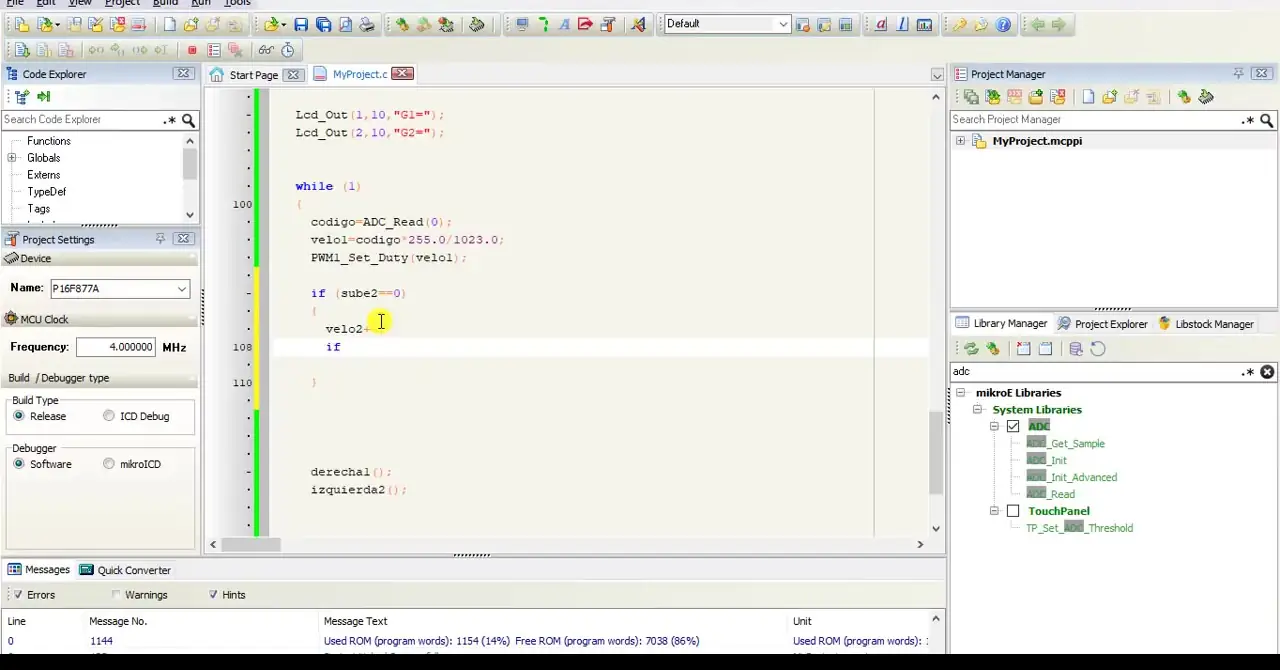 File Edit View Project Build Run Tools
Default
Code Explorer
Start Page
MyProject.c
Project Manager
Search Code Explorer
Search Project Manager
Functions
Globals
Externs
TypeDef
Tags
MyProject.mcppi
Lcd_Out(1,10,"G1=");
Lcd_Out(2,10,"G2=");
while (1)
100
{
codigo=ADC_Read(0);
velo1=codigo*255.0/1023.0;
PWM1_Set_Duty(velo1);
if (sube2==0)
{
velo2+
108
if
110
}
derecha1();
izquierda2();
Project Settings
Device
Name: P16F877A
MCU Clock
Frequency: 4.000000 MHz
Build / Debugger type
Build Type
Release ICD Debug
Debugger
Software mikroICD
Library Manager Project Explorer Libstock Manager
adc
mikroE Libraries
System Libraries
ADC
ADC_Get_Sample
ADC_Init
ADC_Init_Advanced
ADC_Read
TouchPanel
TP_Set_ADC_Threshold
Messages Quick Converter
Errors Warnings Hints
Line Message No. Message Text Unit
0 1144 Used ROM (program words): 1154 (14%) Free ROM (program words): 7038 (86%) Used ROM (program words): 1